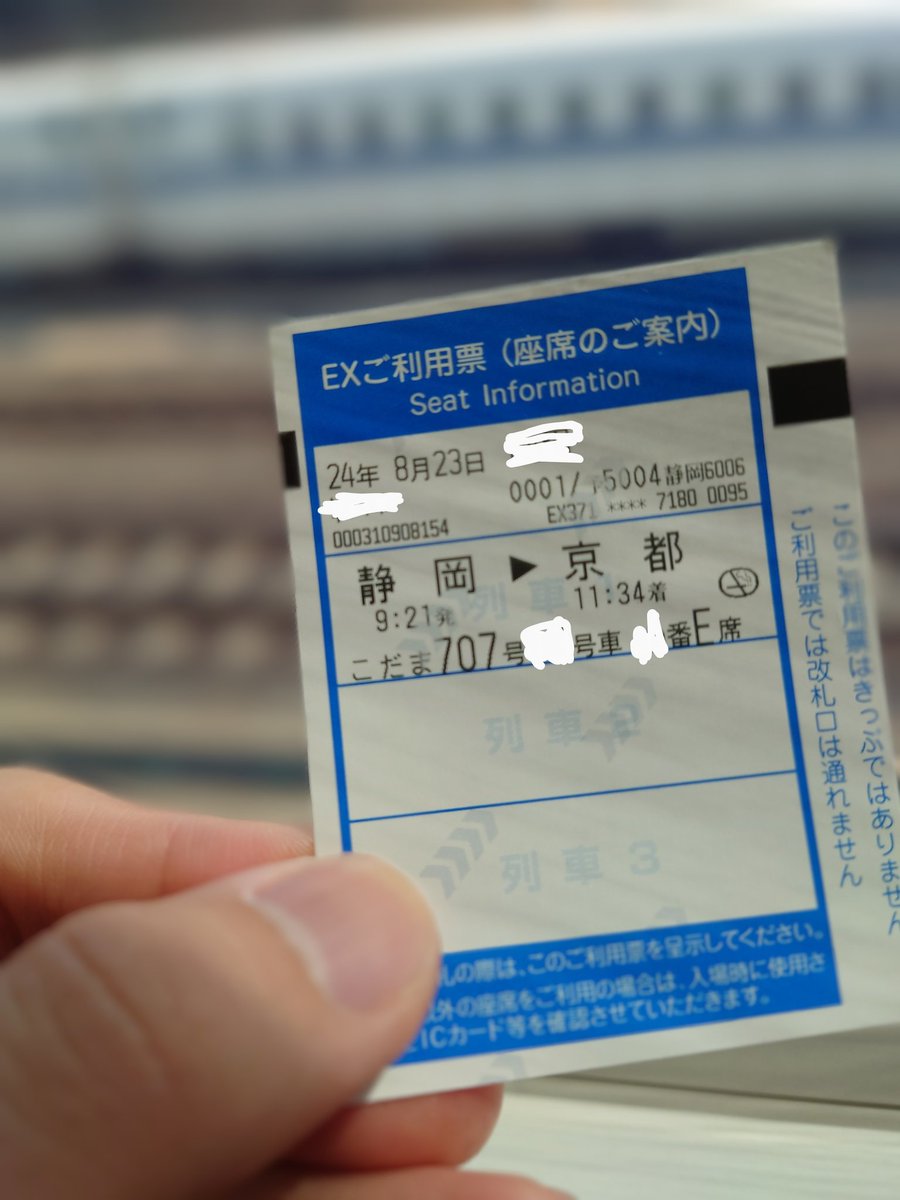 EXご利用票(座席のご案内)
Seat Information
24年 8月23日
0001/ 5004静岡6006
000310908154
EX371 **** 7180 0095
静岡▶京都
9:21発 11:34着
こだま707号 号車 番E席
列車2
列車3
の際は、このご利用票を呈示してください。
外の座席をご利用の場合は、入場時に使用さ
ICカード等を確認させていただきます。
このご利用票はきっぷではありません
ご利用票では改札口は通れません